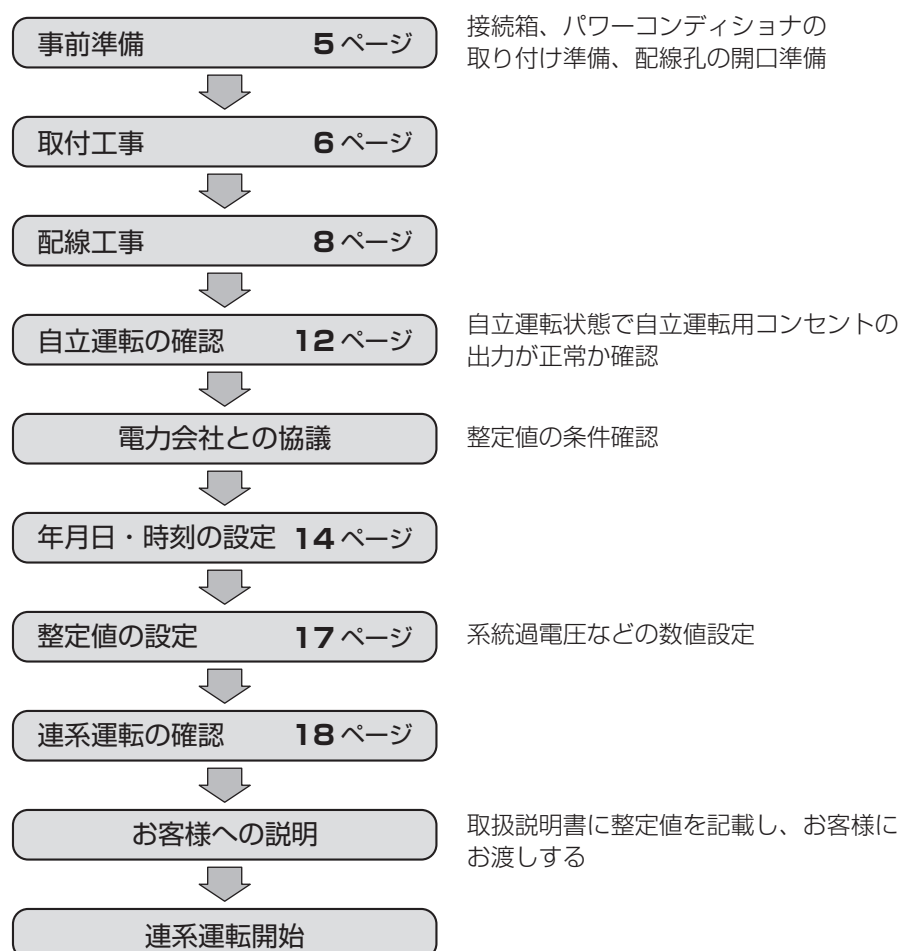 事前準備 5 ページ
接続箱、パワーコンディショナの
取り付け準備、配線孔の開口準備
取付工事 6 ページ
配線工事 8 ページ
自立運転の確認 12 ページ
自立運転状態で自立運転用コンセントの
出力が正常か確認
電力会社との協議
整定値の条件確認
年月日・時刻の設定 14 ページ
整定値の設定 17 ページ
系統過電圧などの数値設定
連系運転の確認 18 ページ
お客様への説明
取扱説明書に整定値を記載し、お客様に
お渡しする
連系運転開始